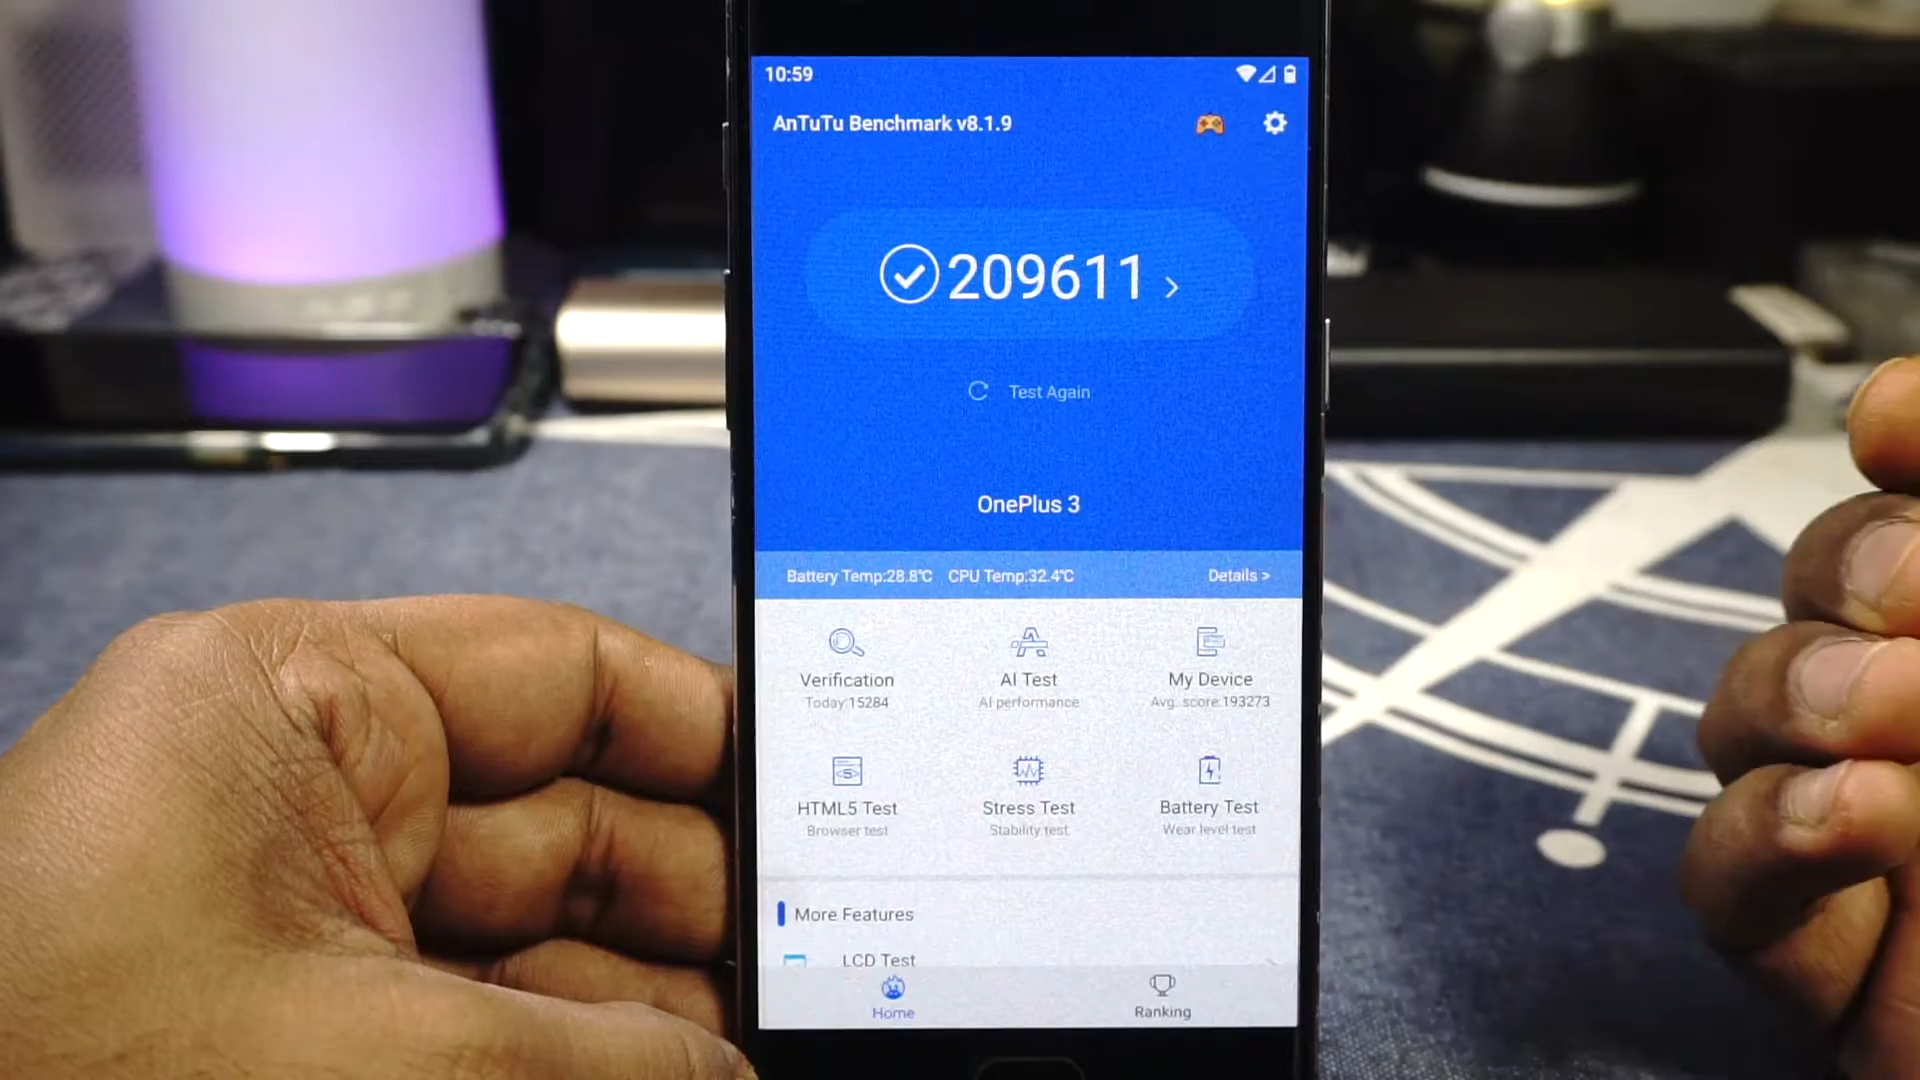 10:59
AnTuTu Benchmark v8.1.9
209611 >
Test Again
OnePlus 3
Battery Temp:28.8℃ CPU Temp:32.4℃ Details >
Verification AI Test My Device
Today:15284 AI performance Avg. score:193273
HTML5 Test Stress Test Battery Test
Browser test Stability test Wear level test
More Features
LCD Test
Home Ranking